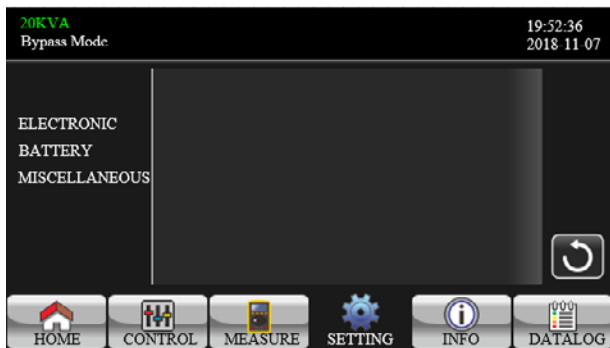 20KVA
Bypass Mode
19:52:36
2018-11-07
ELECTRONIC
BATTERY
MISCELLANEOUS
HOME
CONTROL
MEASURE
SETTING
INFO
DATALOG